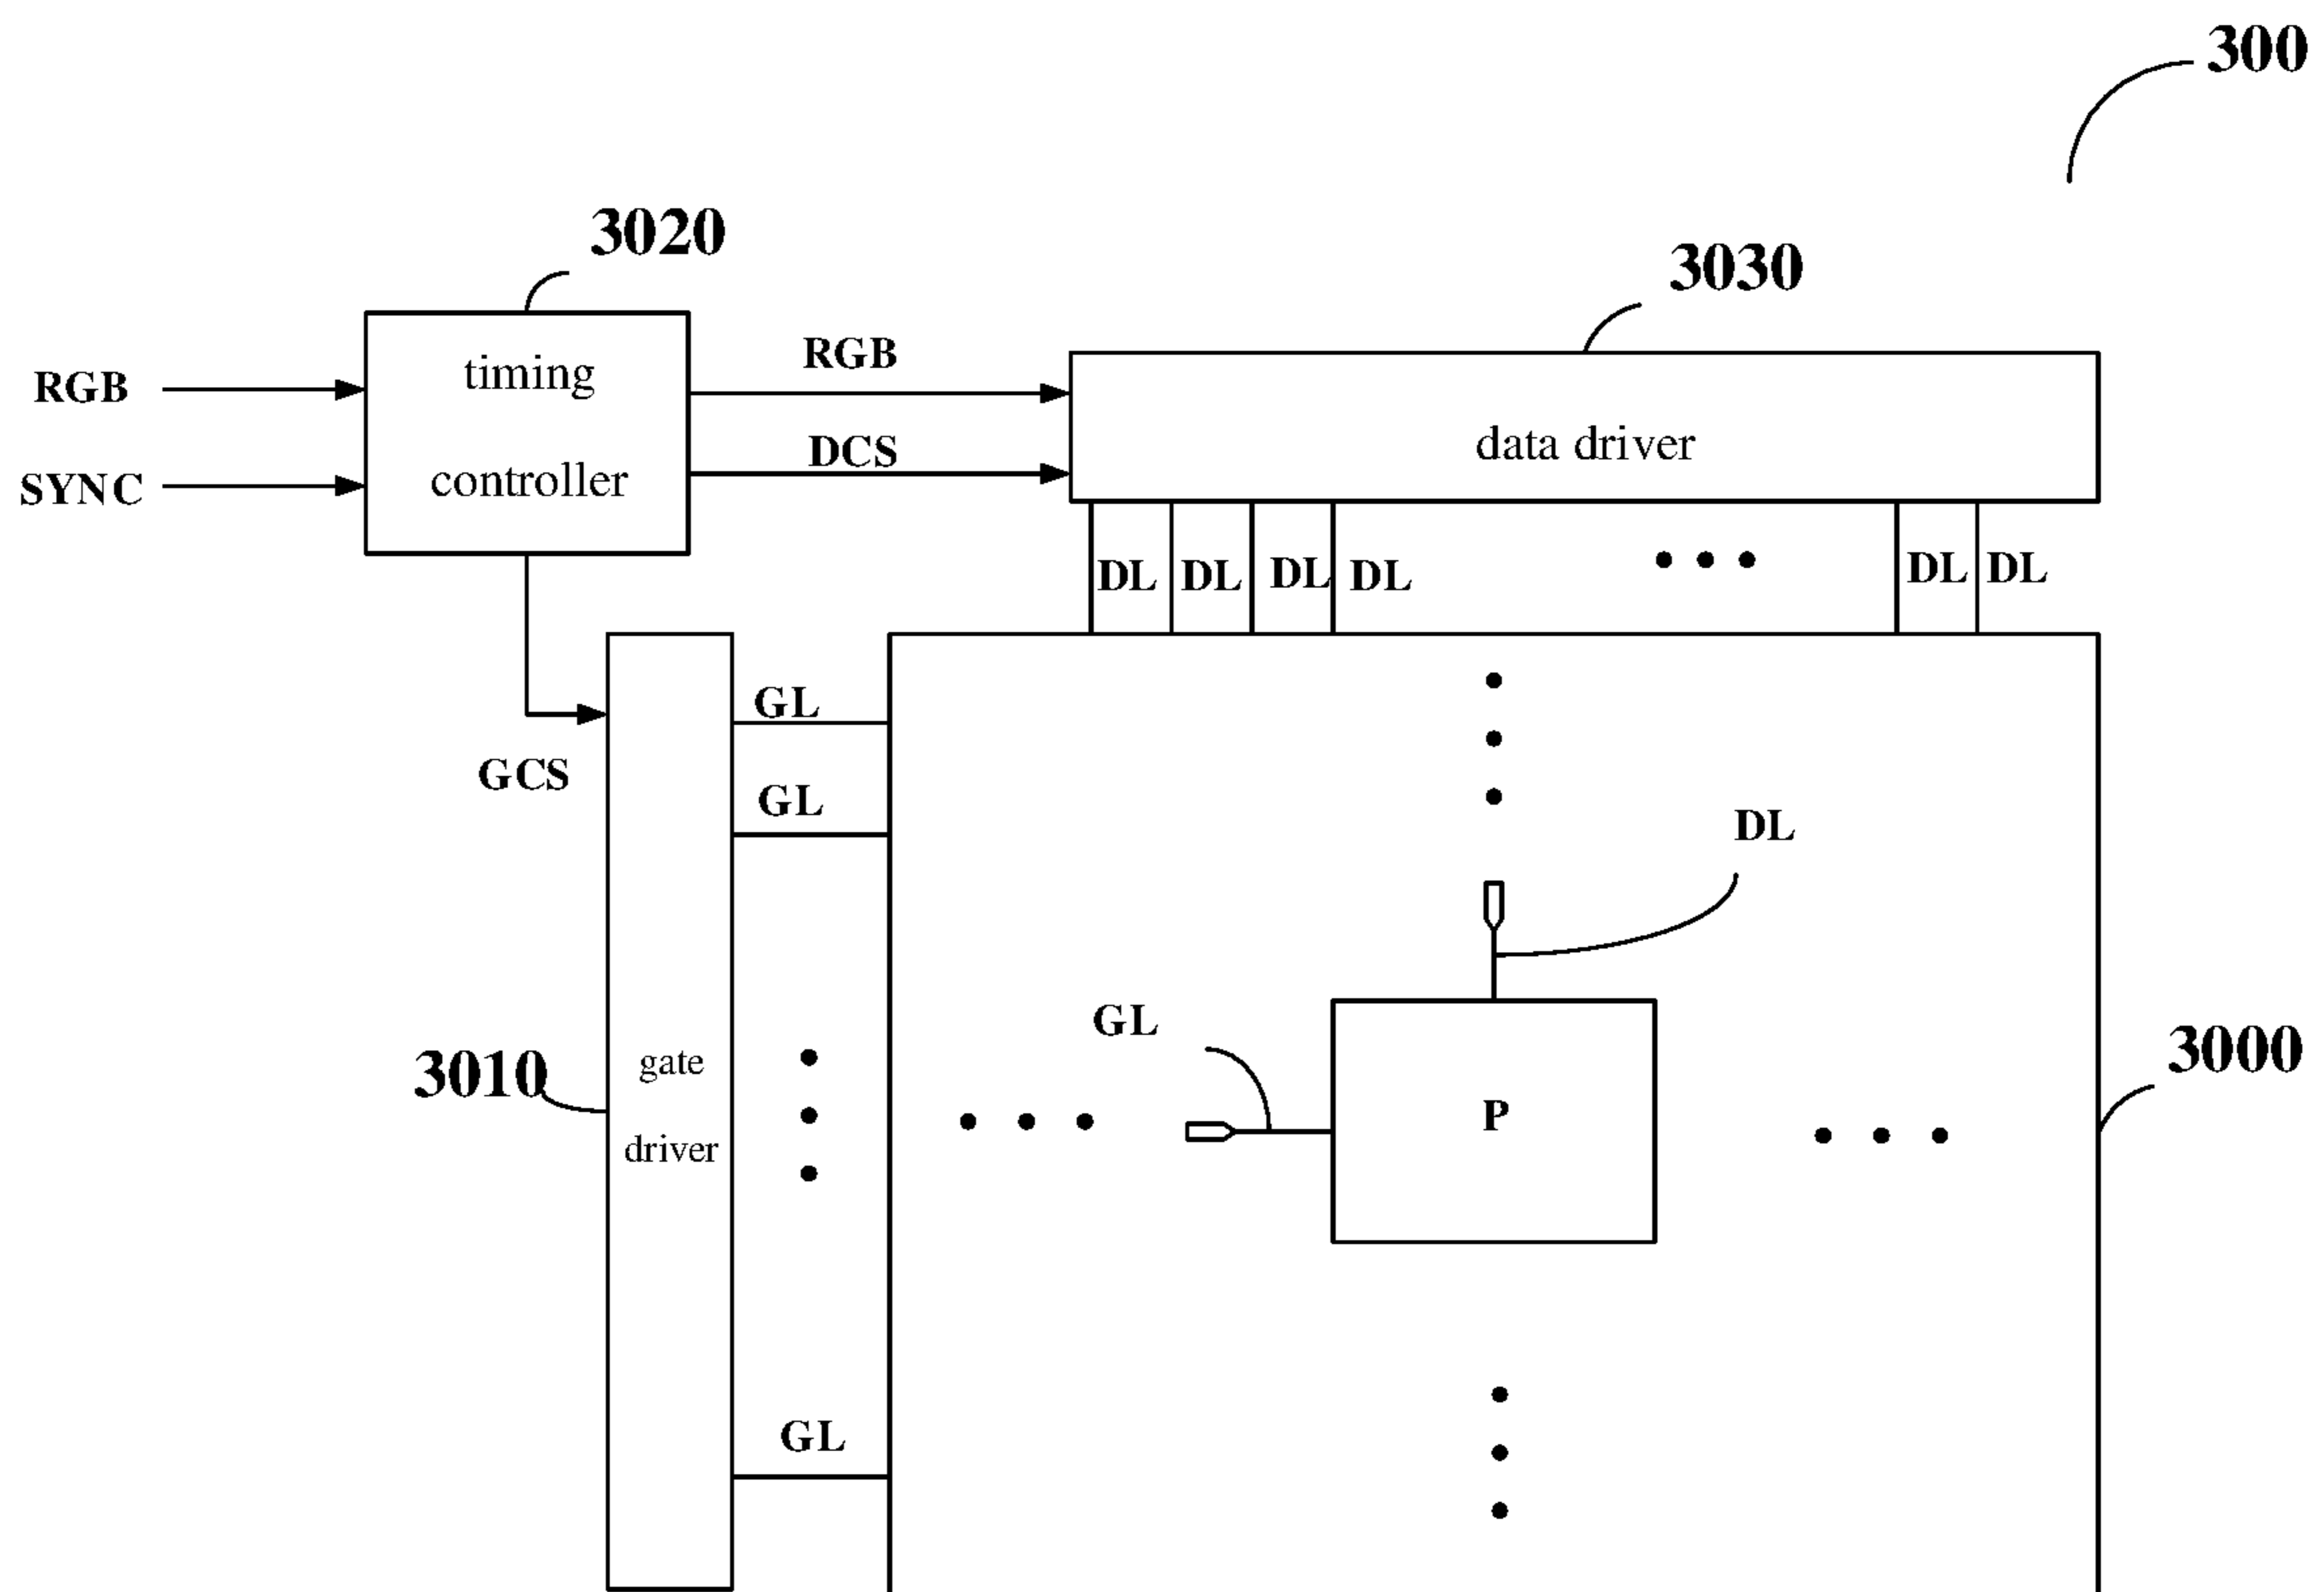 300
3020
3030
RGB
timing
RGB
data driver
SYNC
controller
DCS
DL
DL
DL
DL
DL
DL
GL
GCS
GL
DL
GL
3010
gate
driver
P
3000
GL